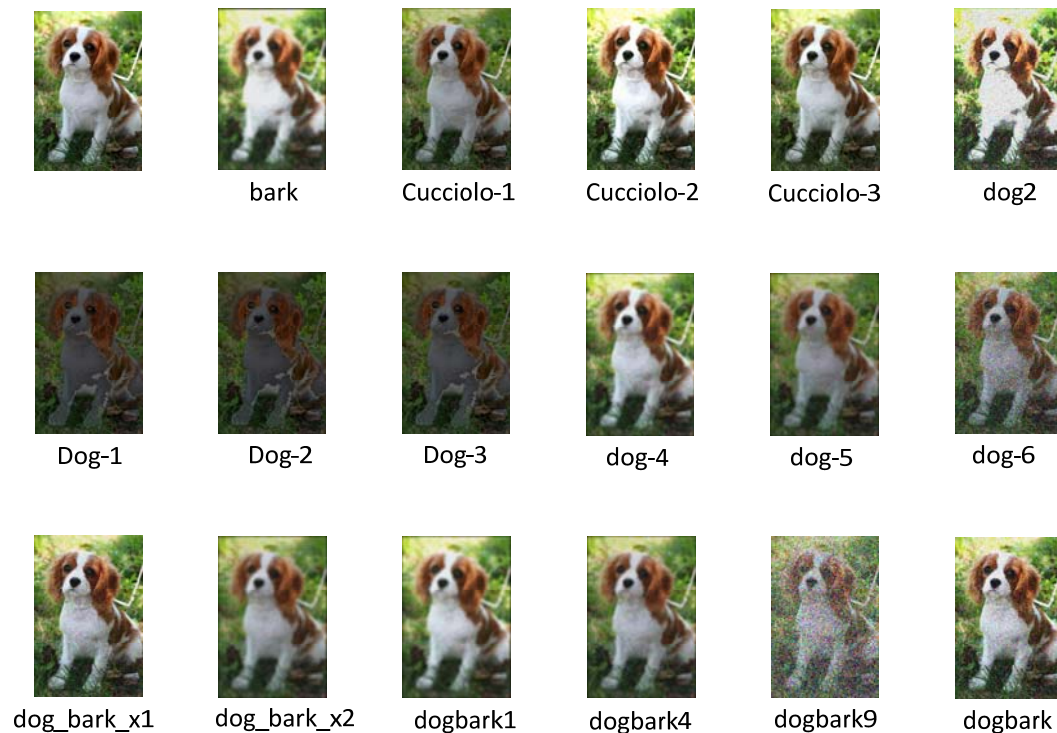 bark Cucciolo-1 Cucciolo-2 Cucciolo-3 dog2
Dog-1 Dog-2 Dog-3 dog-4 dog-5 dog-6
dog_bark_x1 dog_bark_x2 dogbark1 dogbark4 dogbark9 dogbark